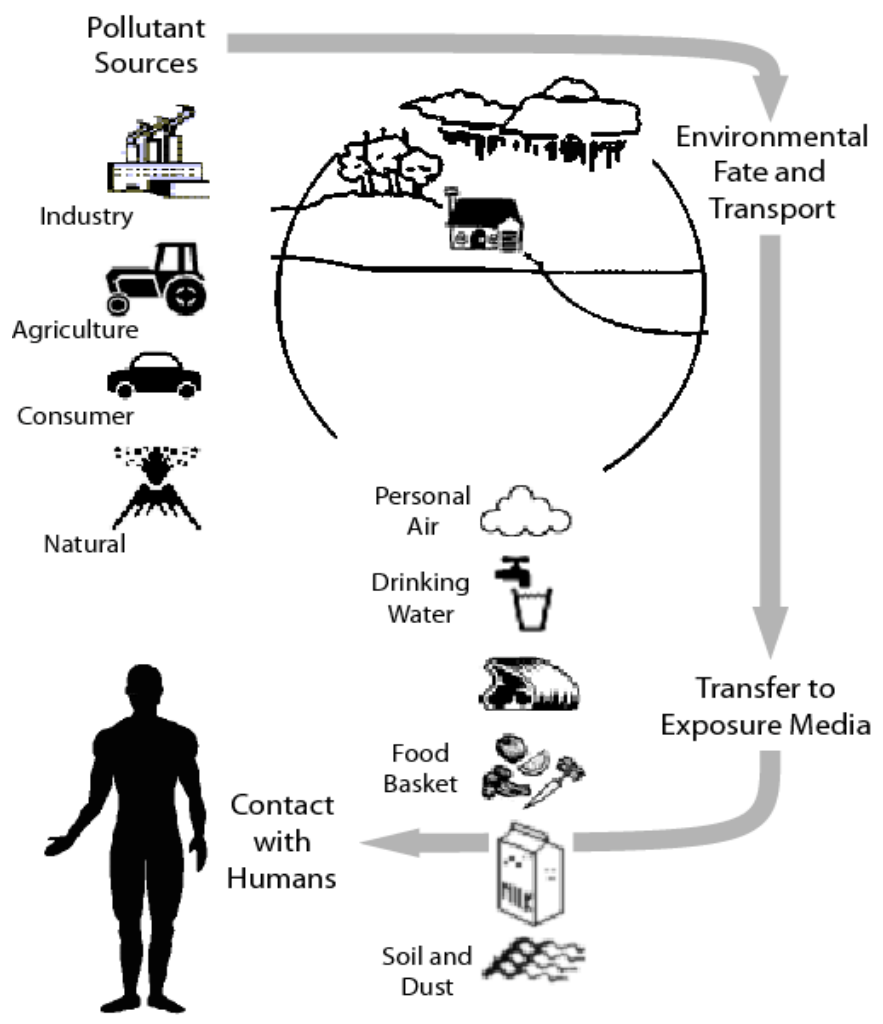 Pollutant
Sources
Environmental
Fate and
Transport
Industry
Agriculture
Consumer
Natural
Personal
Air
Drinking
Water
Transfer to
Exposure Media
Food
Basket
Contact
with
Humans
MILK
Soil and
Dust